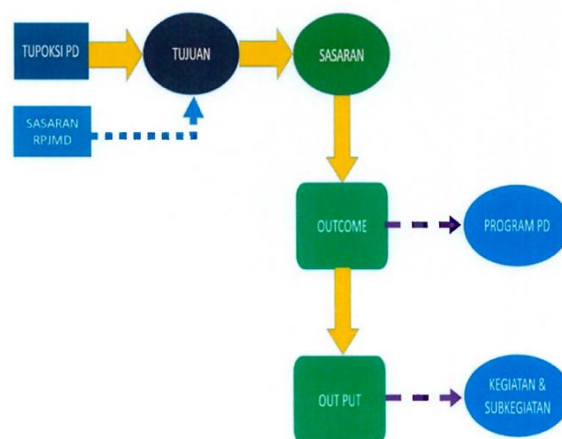 TUPOKSI PD
TUJUAN
SASARAN
SASARAN
RPJMD
OUTCOME
PROGRAM PD
OUT PUT
KEGIATAN &
SUBKEGIATAN